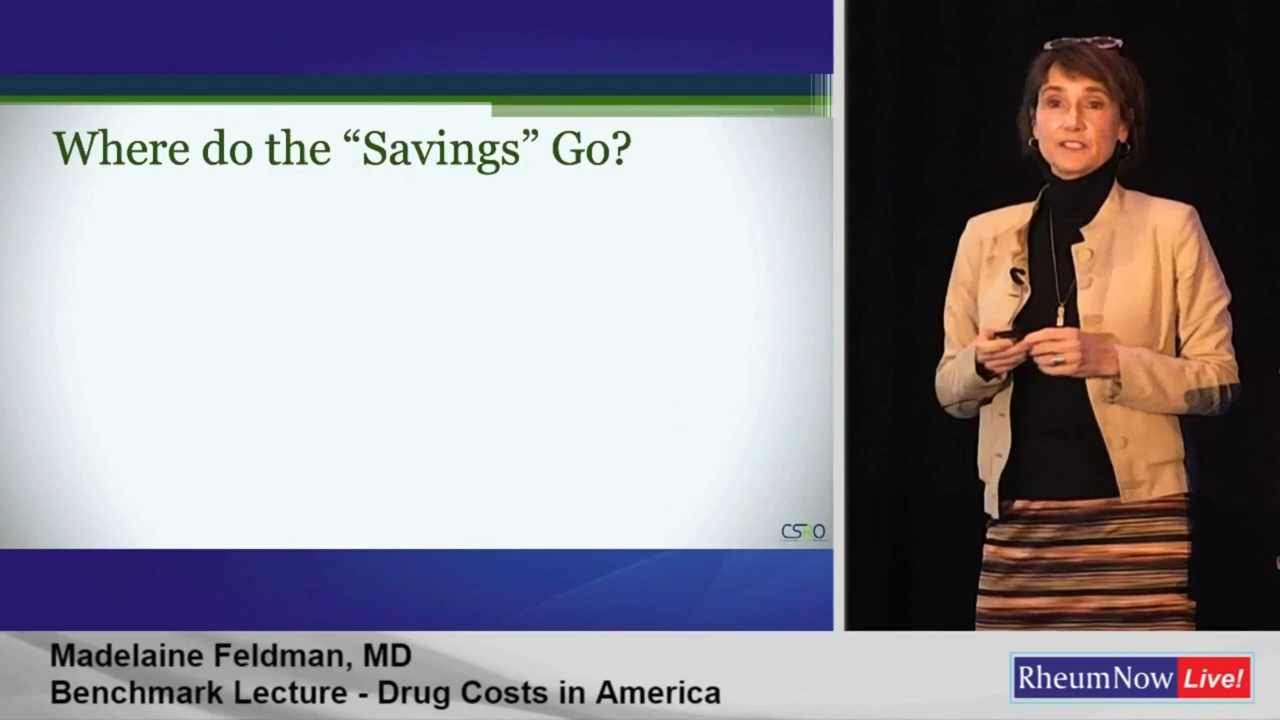 Where do the “Savings” Go?
CSRO
Madelaine Feldman, MD
Benchmark Lecture - Drug Costs in America
RheumNow Live!